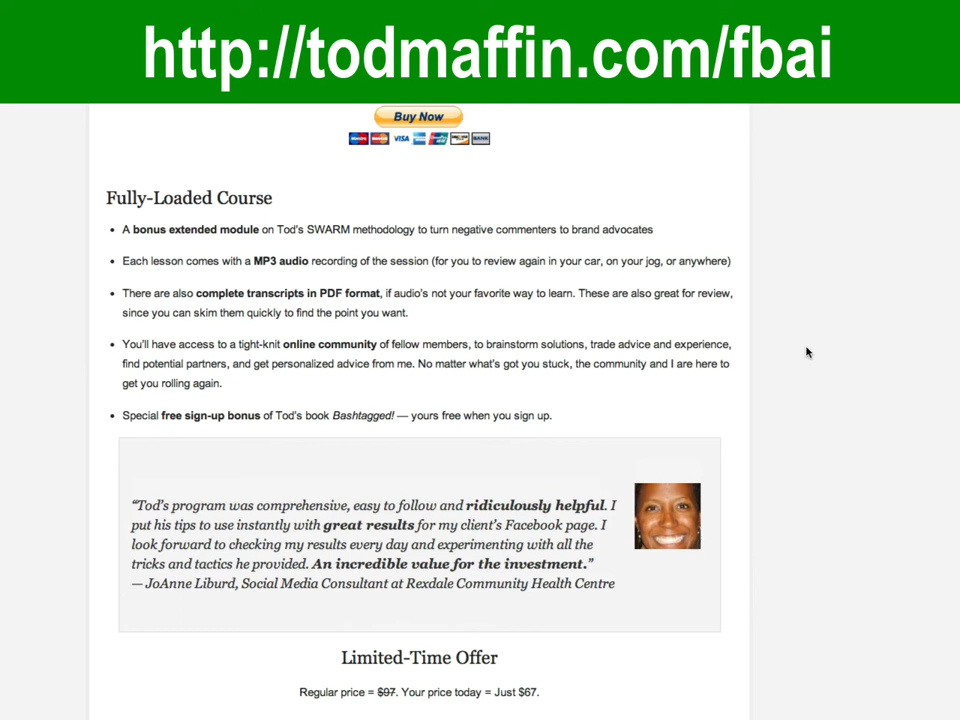 http://todmaffin.com/fbai
Buy Now
VISA
BANK
Fully-Loaded Course
• A bonus extended module on Tod's SWARM methodology to turn negative commenters to brand advocates
• Each lesson comes with a MP3 audio recording of the session (for you to review again in your car, on your jog, or anywhere)
• There are also complete transcripts in PDF format, if audio's not your favorite way to learn. These are also great for review,
since you can skim them quickly to find the point you want.
• You'll have access to a tight-knit online community of fellow members, to brainstorm solutions, trade advice and experience,
find potential partners, and get personalized advice from me. No matter what's got you stuck, the community and I are here to
get you rolling again.
• Special free sign-up bonus of Tod's book Bashtagged! — yours free when you sign up.
“Tod's program was comprehensive, easy to follow and ridiculously helpful. I
put his tips to use instantly with great results for my client's Facebook page. I
look forward to checking my results every day and experimenting with all the
tricks and tactics he provided. An incredible value for the investment.”
— JoAnne Liburd, Social Media Consultant at Rexdale Community Health Centre
Limited-Time Offer
Regular price = $97. Your price today = Just $67.